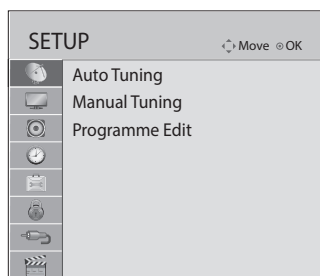 SETUP
Move OK
Auto Tuning
Manual Tuning
Programme Edit